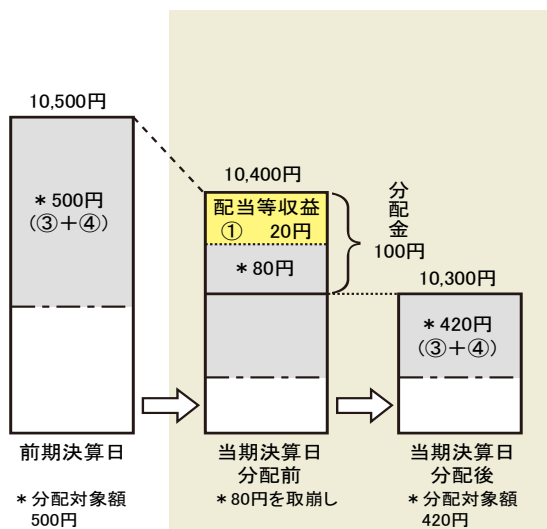 10,500円
＊500円
（③＋④）
前期決算日
＊分配対象額
500円
10,400円
配当等収益
① 20円
＊80円
分配金
100円
当期決算日
分配前
＊80円を取崩し
10,300円
＊420円
（③＋④）
当期決算日
分配後
＊分配対象額
420円